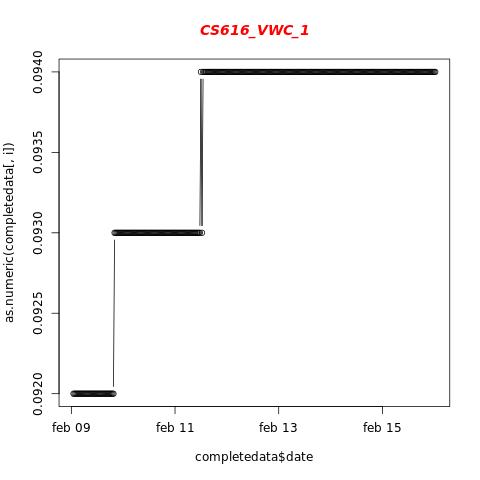 CS616_VWC_1
as.numeric(completedata[, i])
0.0940
0.0935
0.0930
0.0925
0.0920
feb 09 feb 11 feb 13 feb 15
completedata$date